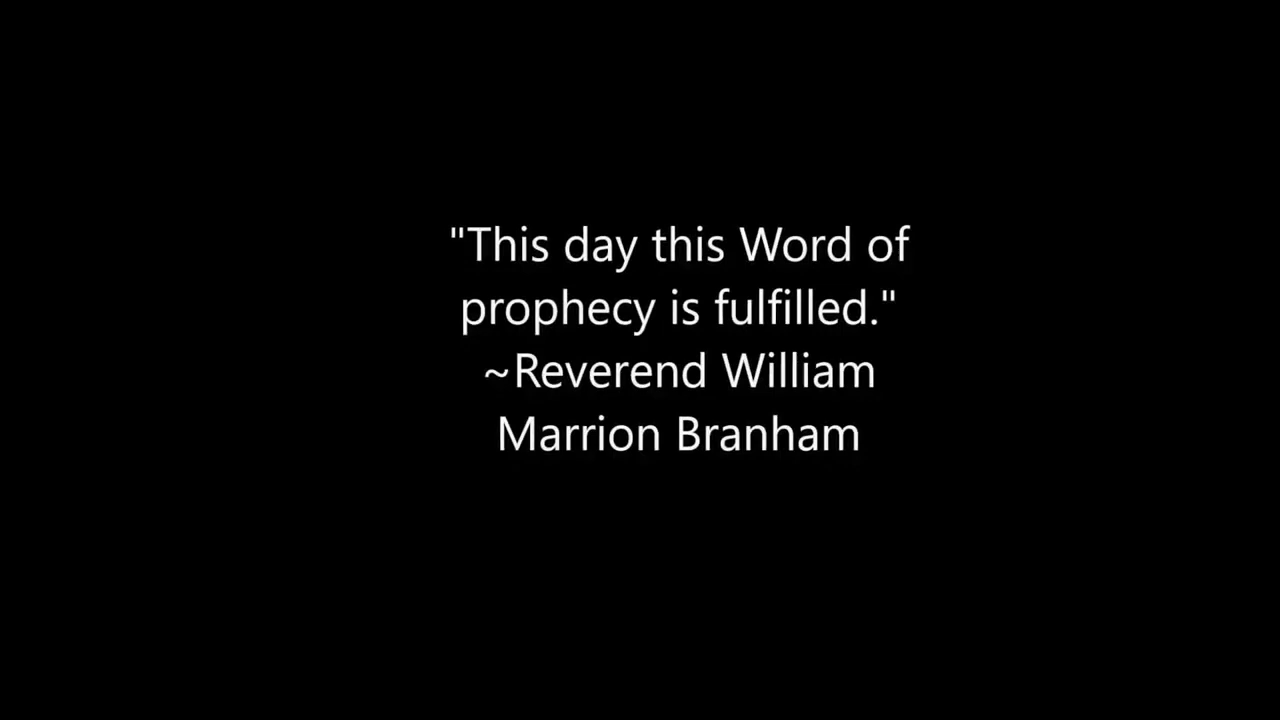 "This day this Word of
prophecy is fulfilled."
~Reverend William
Marrion Branham